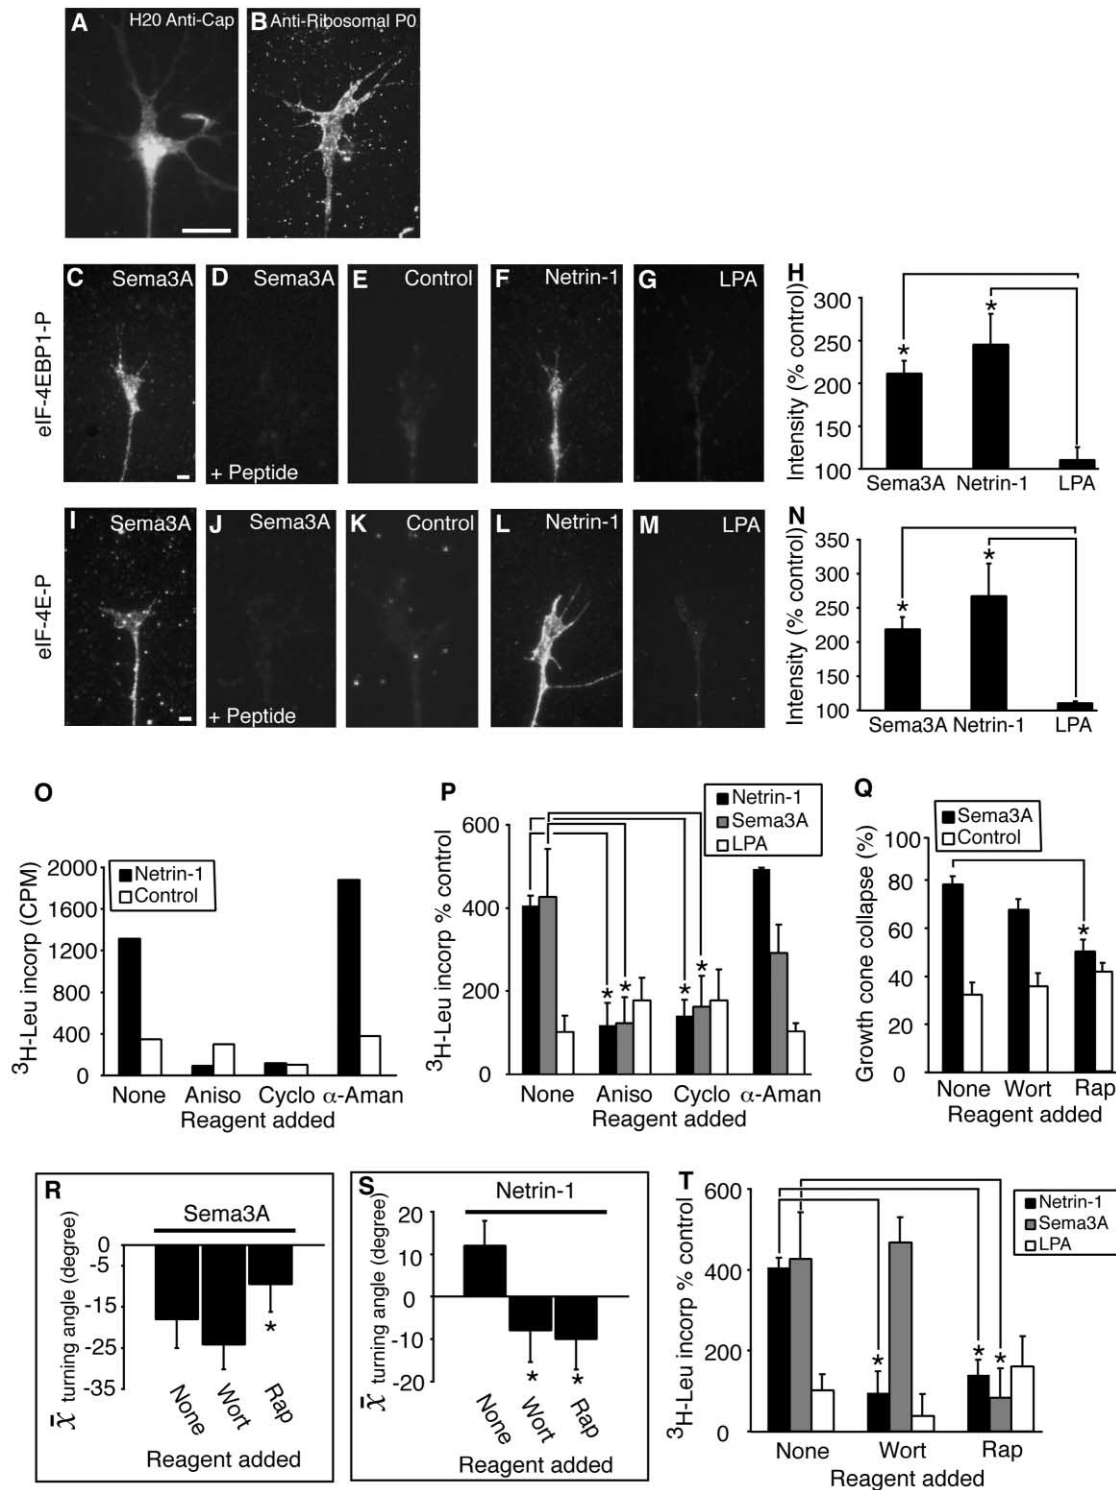 A H20 Anti-Cap
B Anti-Ribosomal P0
eIF-4EBP1-P
C Sema3A
D Sema3A
+ Peptide
E Control
F Netrin-1
G LPA
H
Intensity (% control)
300
250
200
150
100
*
*
Sema3A Netrin-1 LPA
eIF-4E-P
I Sema3A
J Sema3A
+ Peptide
K Control
L Netrin-1
M LPA
N
Intensity (% control)
350
300
250
200
150
100
*
*
Sema3A Netrin-1 LPA
O
³H-Leu incorp (CPM)
2000
1600
1200
800
400
0
Netrin-1
Control
None Aniso Cyclo α-Aman
Reagent added
P
³H-Leu incorp % control
600
400
200
0
Netrin-1
Sema3A
LPA
* * * *
None Aniso Cyclo α-Aman
Reagent added
Q
Growth cone collapse (%)
100
80
60
40
20
0
Sema3A
Control
*
None Wort Rap
Reagent added
R
Sema3A
x̄ turning angle (degree)
0
-5
-15
-25
-35
*
None Wort Rap
Reagent added
S
Netrin-1
x̄ turning angle (degree)
20
10
0
-10
-20
* *
None Wort Rap
Reagent added
T
³H-Leu incorp % control
600
400
200
0
Netrin-1
Sema3A
LPA
* * *
None Wort Rap
Reagent added